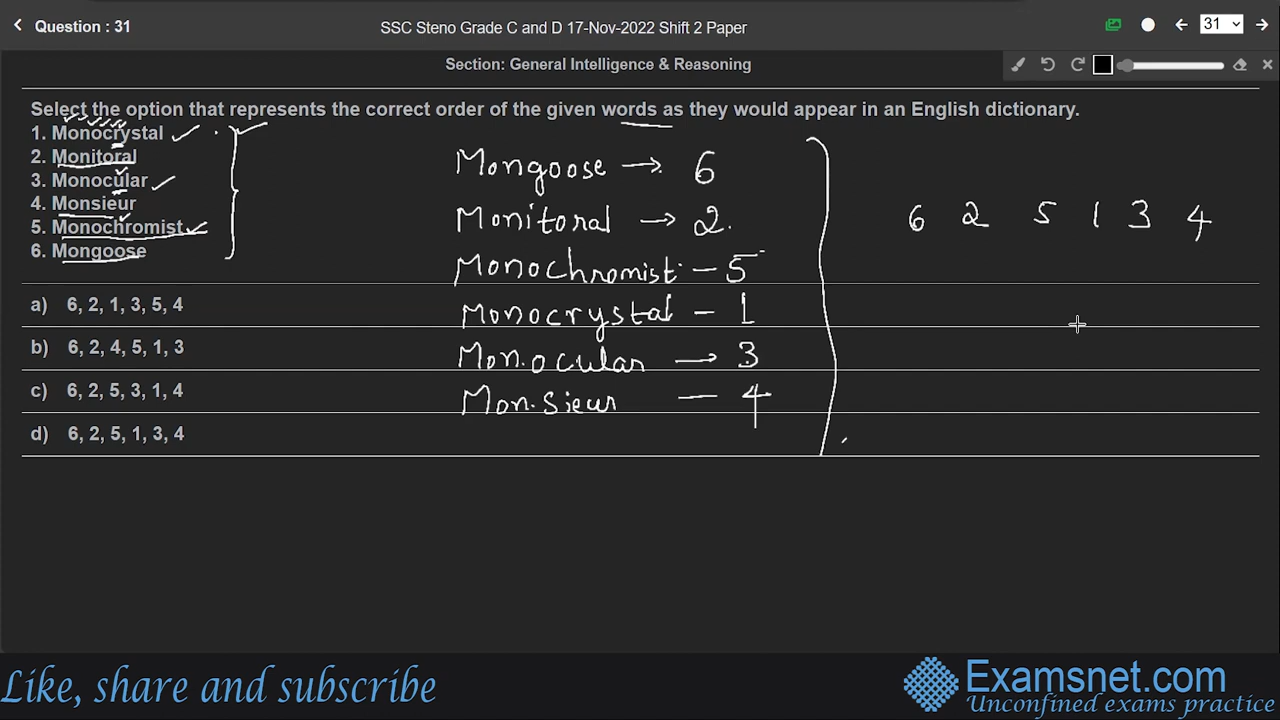 Question : 31
SSC Steno Grade C and D 17-Nov-2022 Shift 2 Paper
31
Section: General Intelligence & Reasoning
Select the option that represents the correct order of the given words as they would appear in an English dictionary.
1. Monocrystal
2. Monitoral
3. Monocular
4. Monsieur
5. Monochromist
6. Mongoose
a) 6, 2, 1, 3, 5, 4
b) 6, 2, 4, 5, 1, 3
c) 6, 2, 5, 3, 1, 4
d) 6, 2, 5, 1, 3, 4
Mongoose → 6
Monitoral → 2
Monochromist - 5
Monocrystal - 1
Monocular → 3
Monsieur - 4
6 2 5 1 3 4
Like, share and subscribe
Examsnet.com
Unconfined exams practice